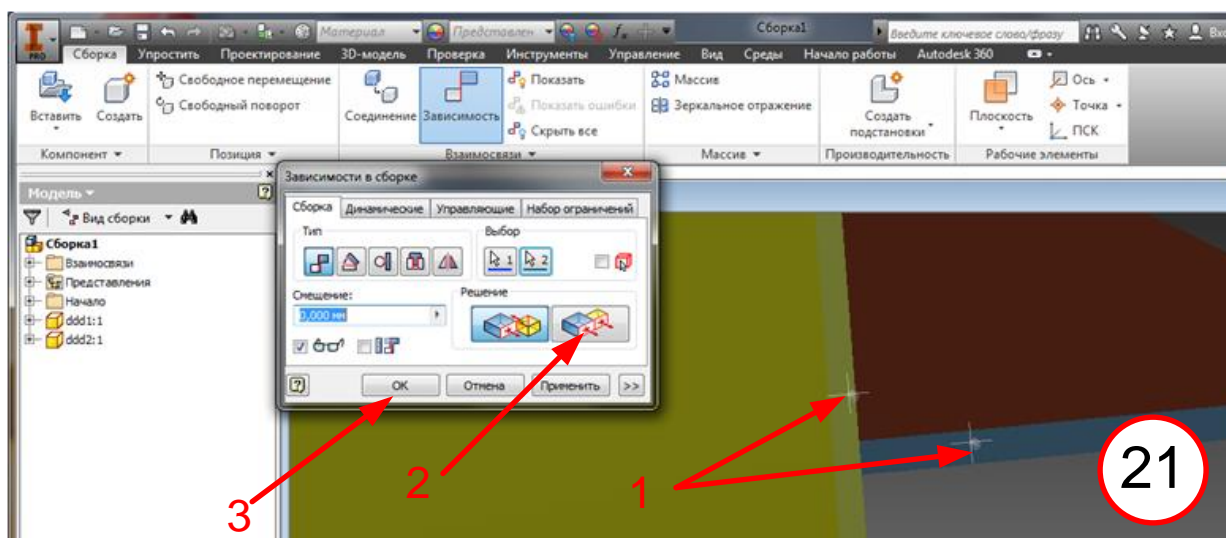 Материал
Представлен
fx
Сборка1
Введите ключевое слово/фразу
PRO
Сборка Упростить Проектирование 3D-модель Проверка Инструменты Управление Вид Среды Начало работы Autodesk 360
Вставить
Создать
Свободное перемещение
Свободный поворот
Соединение
Зависимость
Показать
Показать ошибки
Скрыть все
Массив
Зеркальное отражение
Создать
подстановки
Плоскость
Ось
Точка
ПСК
Компонент Позиция Взаимосвязи Массив Производительность Рабочие элементы
Модель
Вид сборки
Сборка1
Взаимосвязи
Представления
Начало
ddd1:1
ddd2:1
Зависимости в сборке
Сборка Динамические Управляющие Набор ограничений
Тип
Выбор
1 2
Смещение:
Решение
0,000 мм
OK Отмена Применить >>
1
2
3
21